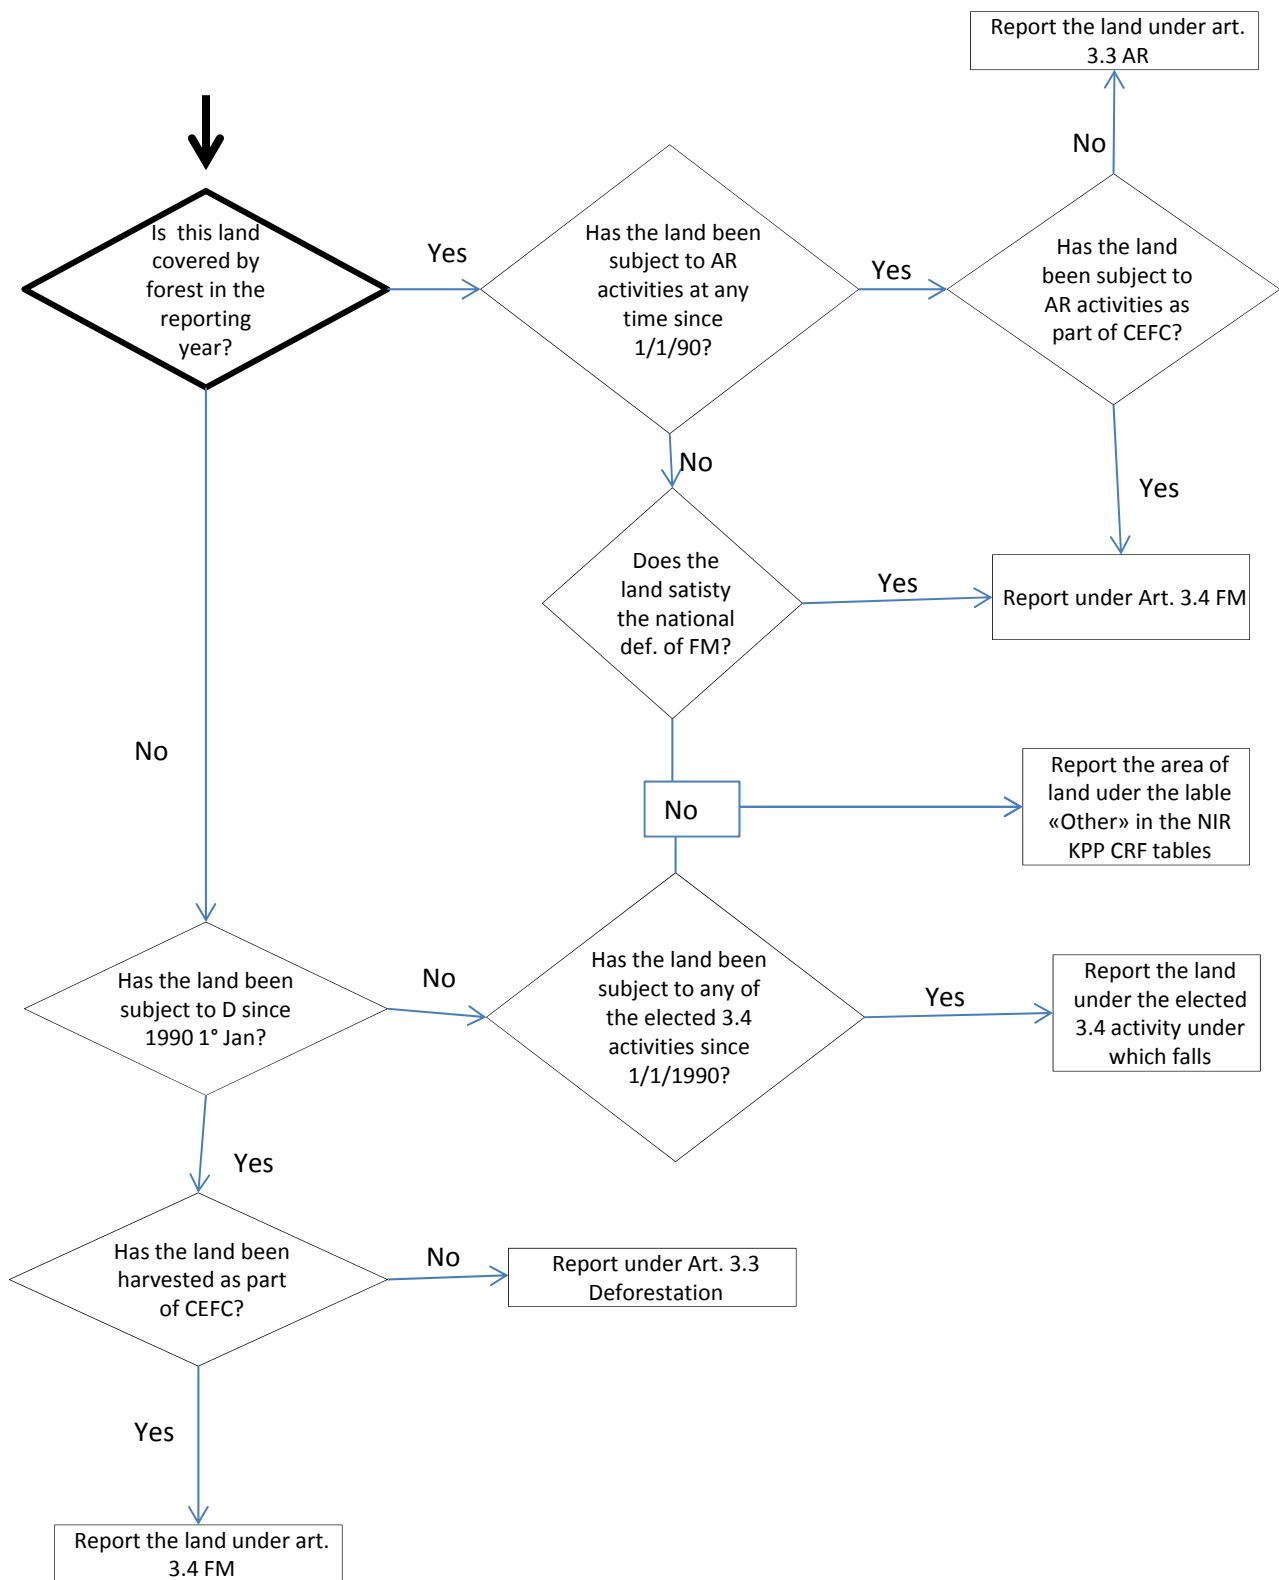 Report the land under art.
3.3 AR
No
Is  this land
covered by
forest in the
reporting
year?
Yes
Has the land been
subject to AR
activities at any
time since
1/1/90?
Yes
Has the land
been subject to
AR activities as
part of CEFC?
No
Yes
Does the
land satisty
the national
def. of FM?
Yes
Report under Art. 3.4 FM
No
No
Report the area of
land uder the lable
«Other» in the NIR
KPP CRF tables
Has the land been
subject to D since
1990 1° Jan?
No
Has the land been
subject to any of
the elected 3.4
activities since
1/1/1990?
Yes
Report the land
under the elected
3.4 activity under
which falls
Yes
Has the land been
harvested as part
of CEFC?
No
Report under Art. 3.3
Deforestation
Yes
Report the land under art.
3.4 FM